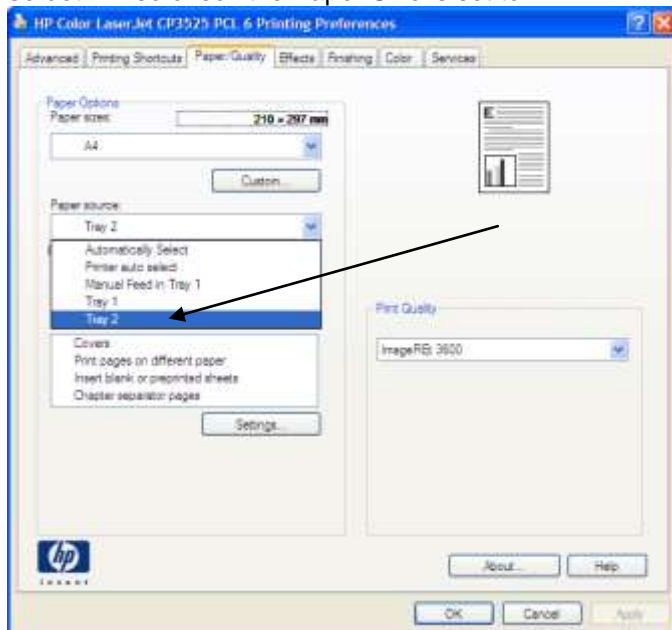 HP Color LaserJet CP3525 PCL 6 Printing Preferences
Advanced Printing Shortcuts Paper/Quality Effects Finishing Color Services
Paper Options
Paper sizes: 210 × 297 mm
A4
Custom...
Paper source:
Tray 2
Automatically Select
Printer auto select
Manual Feed in Tray 1
Tray 1
Tray 2
Covers
Print pages on different paper
Insert blank or preprinted sheets
Chapter separator pages
Settings...
E
Print Quality
ImageREt 3600
hp
invent
About... Help
OK Cancel Apply